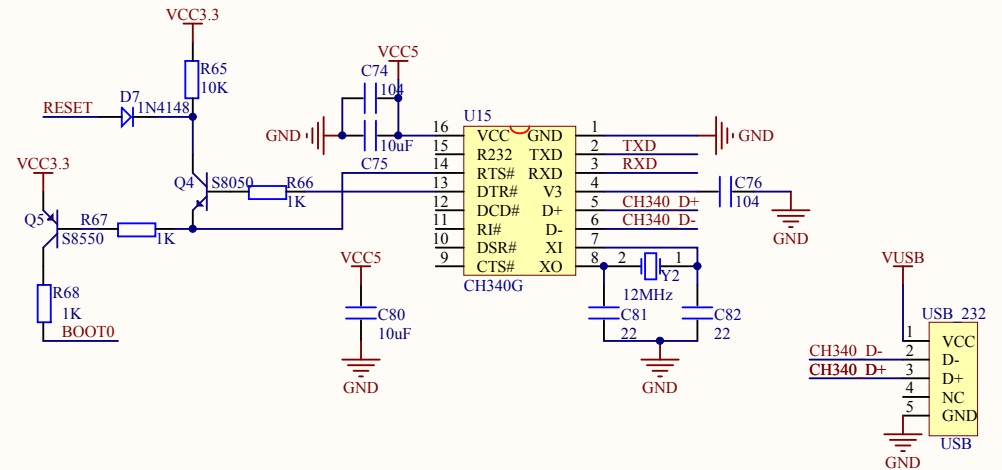 VCC3.3
R65
10K
D7
1N4148
RESET
VCC3.3
Q4
S8050
R66
1K
Q5
S8550
R67
1K
R68
1K
BOOT0
VCC5
C74
104
GND
10uF
C75
VCC5
C80
10uF
GND
U15
16 VCC GND 1
15 R232 TXD 2
14 RTS# RXD 3
13 DTR# V3 4
12 DCD# D+ 5
11 RI# D- 6
10 DSR# XI 7
9 CTS# XO 8
CH340G
GND
TXD
RXD
C76
104
GND
CH340_D+
CH340_D-
2 1
Y2
12MHz
C81
22
C82
22
GND
VUSB
USB_232
1 VCC
CH340_D- 2 D-
CH340_D+ 3 D+
4 NC
5 GND
USB
GND